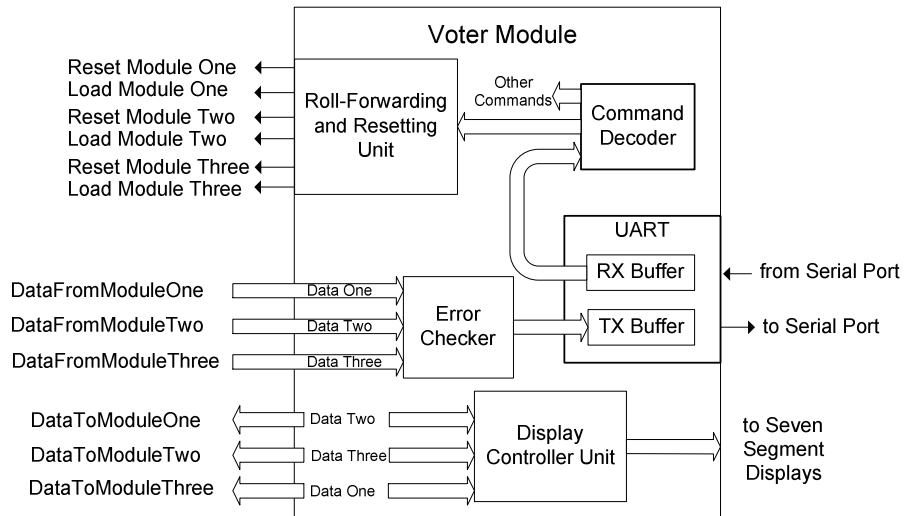 Voter Module
Reset Module One
Load Module One
Reset Module Two
Load Module Two
Reset Module Three
Load Module Three
Roll-Forwarding
and Resetting
Unit
Other
Commands
Command
Decoder
UART
RX Buffer
TX Buffer
from Serial Port
to Serial Port
DataFromModuleOne
DataFromModuleTwo
DataFromModuleThree
Data One
Data Two
Data Three
Error
Checker
DataToModuleOne
DataToModuleTwo
DataToModuleThree
Data Two
Data Three
Data One
Display
Controller Unit
to Seven
Segment
Displays